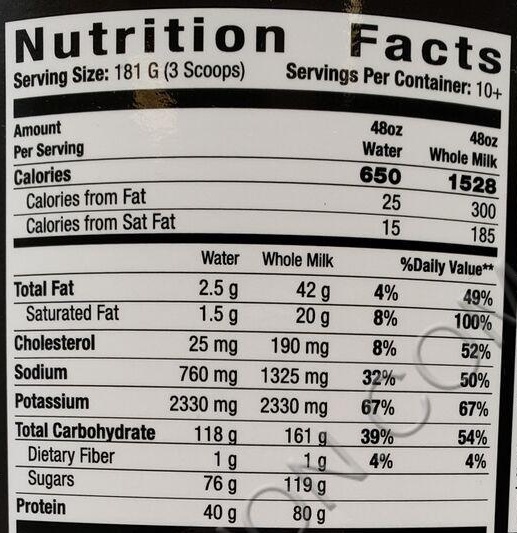 Nutrition Facts
Serving Size: 181 G (3 Scoops) Servings Per Container: 10+
Amount Per Serving 48oz Water 48oz Whole Milk
Calories 650 1528
Calories from Fat 25 300
Calories from Sat Fat 15 185
Water Whole Milk %Daily Value**
Total Fat 2.5 g 42 g 4% 49%
Saturated Fat 1.5 g 20 g 8% 100%
Cholesterol 25 mg 190 mg 8% 52%
Sodium 760 mg 1325 mg 32% 50%
Potassium 2330 mg 2330 mg 67% 67%
Total Carbohydrate 118 g 161 g 39% 54%
Dietary Fiber 1 g 1 g 4% 4%
Sugars 76 g 119 g
Protein 40 g 80 g